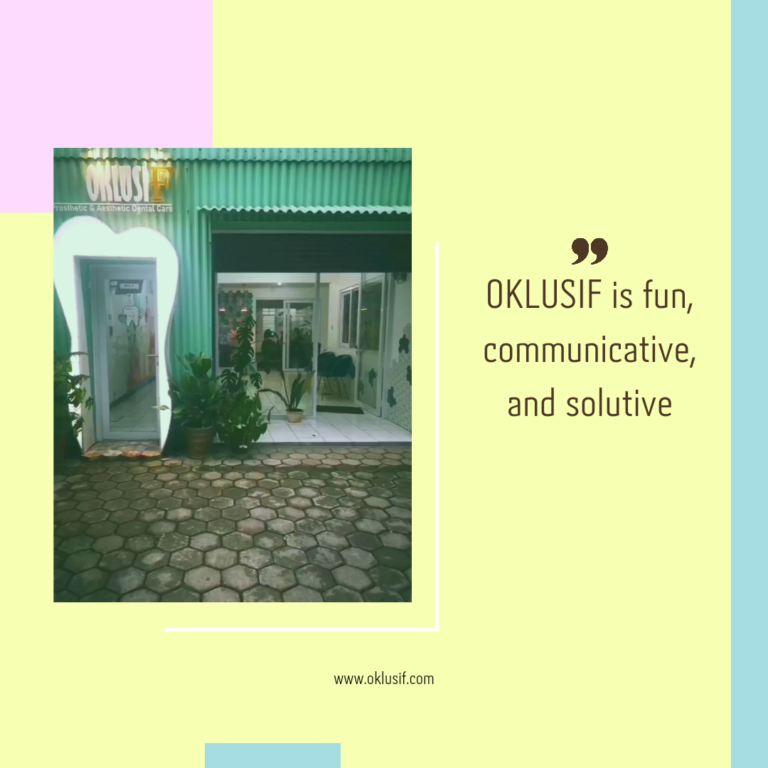 OKLUSIF
Prosthetic & Aesthetic Dental Care
”
OKLUSIF is fun,
communicative,
and solutive
www.oklusif.com